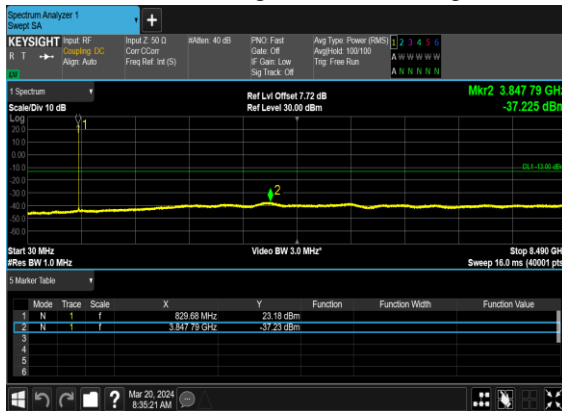 Spectrum Analyzer 1
Swept SA
+
KEYSIGHT Input: RF Input Z: 50 Ω #Atten: 40 dB PNO: Fast Avg Type: Power (RMS) 1 2 3 4 5 6
R T Coupling: DC Corr CCorr Gate: Off Avg|Hold: 100/100 A W W W W W
Align: Auto Freq Ref: Int (S) IF Gain: Low Trig: Free Run
Sig Track: Off A N N N N N
1 Spectrum Ref Lvl Offset 7.72 dB Mkr2 3.847 79 GHz
Scale/Div 10 dB Ref Level 30.00 dBm -37.225 dBm
Log
1
20.0
10.0
0.00
-10.0 DL1 -13.00 dBm
-20.0
-30.0 2
-40.0
-50.0
-60.0
Start 30 MHz Video BW 3.0 MHz* Stop 8.490 GHz
#Res BW 1.0 MHz Sweep 16.0 ms (40001 pts)
5 Marker Table
Mode Trace Scale X Y Function Function Width Function Value
1 N 1 f 829.68 MHz 23.18 dBm
2 N 1 f 3.847 79 GHz -37.23 dBm
3
4
5
6
? Mar 20, 2024
8:35:21 AM